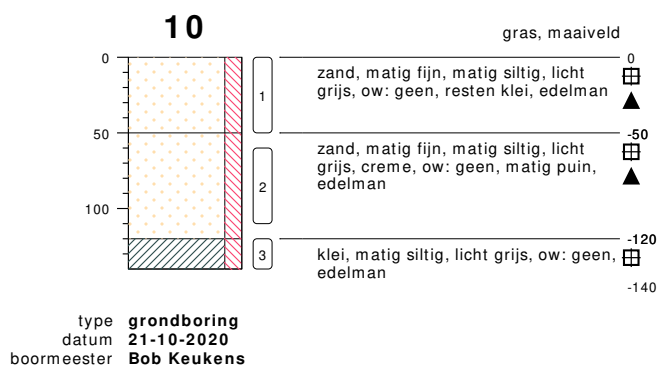 10
gras, maaiveld
0
0
zand, matig fijn, matig siltig, licht
grijs, ow: geen, resten klei, edelman
1
50
-50
zand, matig fijn, matig siltig, licht
grijs, creme, ow: geen, matig puin,
edelman
2
100
-120
klei, matig siltig, licht grijs, ow: geen,
edelman
3
-140
type grondboring
datum 21-10-2020
boormeester Bob Keukens